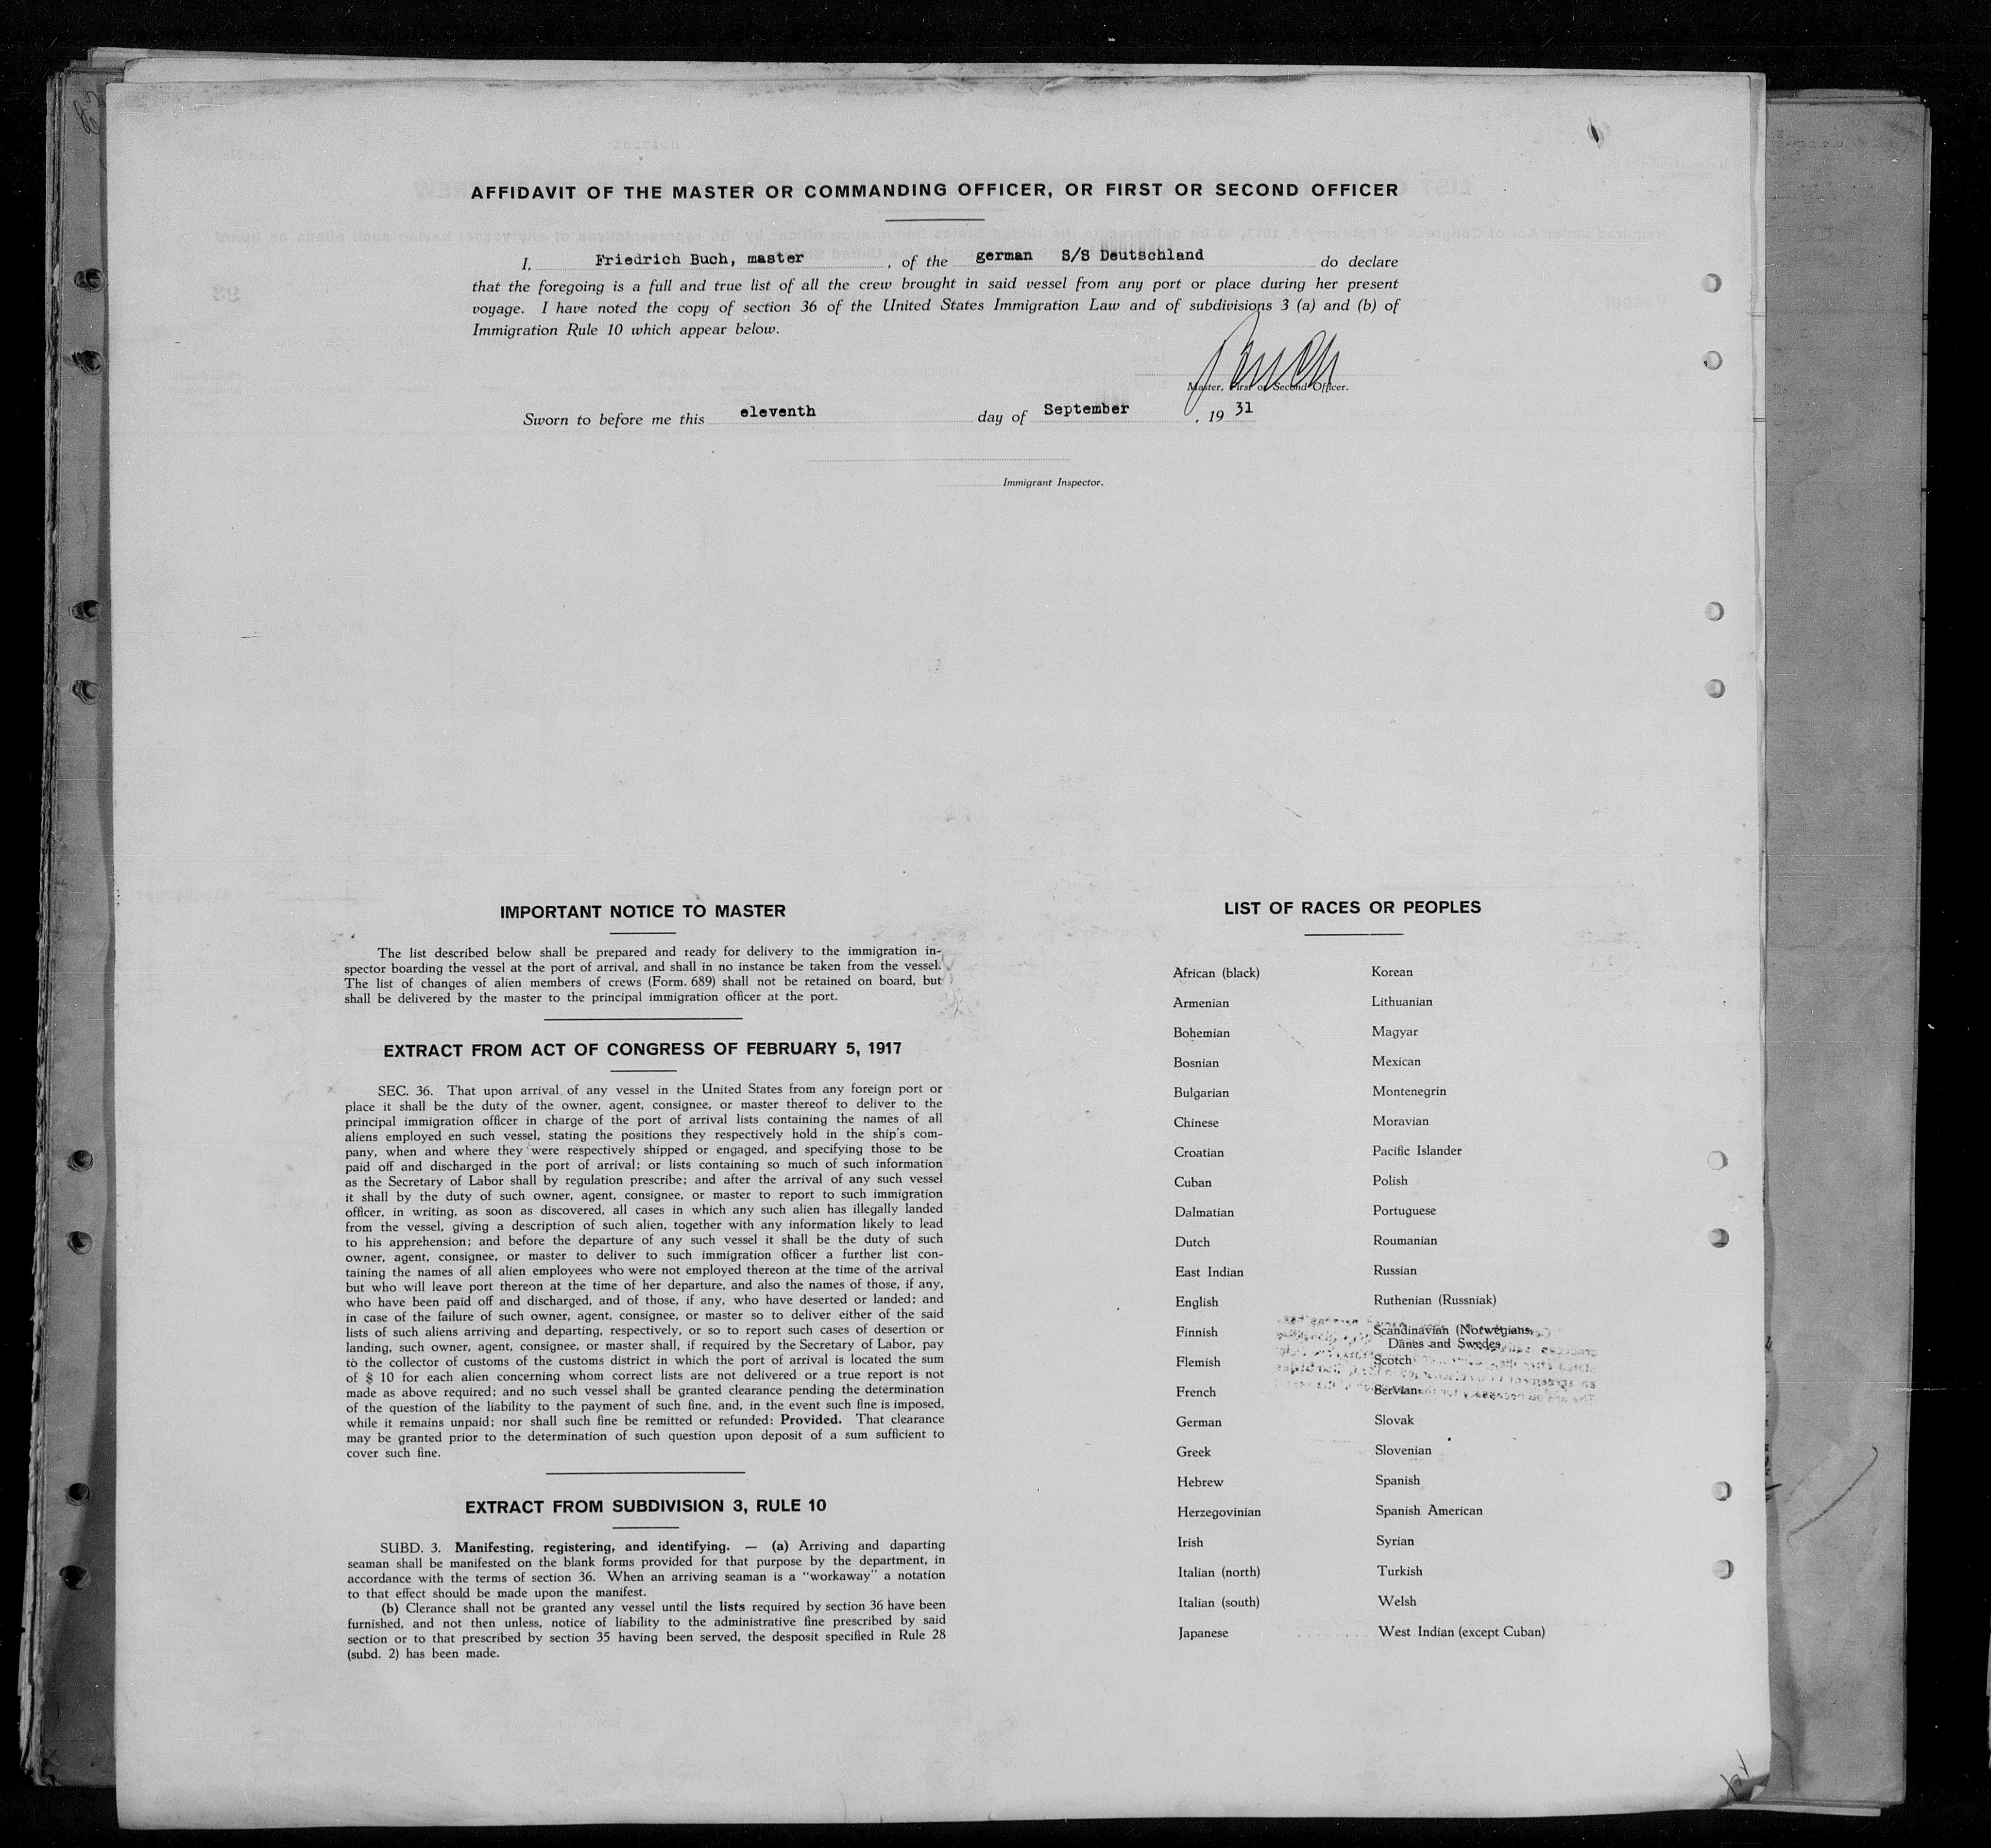 AFFIDAVIT OF THE MASTER OR COMMANDING OFFICER, OR FIRST OR SECOND OFFICER
I, Friedrich Buch, master , of the german S/S Deutschland do declare
that the foregoing is a full and true list of all the crew brought in said vessel from any port or place during her present
voyage. I have noted the copy of section 36 of the United States Immigration Law and of subdivisions 3 (a) and (b) of
Immigration Rule 10 which appear below.
Buch
Master, First or Second Officer.
Sworn to before me this eleventh day of September , 19 31
Immigrant Inspector.
IMPORTANT NOTICE TO MASTER
The list described below shall be prepared and ready for delivery to the immigration in-
spector boarding the vessel at the port of arrival, and shall in no instance be taken from the vessel.
The list of changes of alien members of crews (Form. 689) shall not be retained on board, but
shall be delivered by the master to the principal immigration officer at the port.
EXTRACT FROM ACT OF CONGRESS OF FEBRUARY 5, 1917
SEC. 36. That upon arrival of any vessel in the United States from any foreign port or
place it shall be the duty of the owner, agent, consignee, or master thereof to deliver to the
principal immigration officer in charge of the port of arrival lists containing the names of all
aliens employed en such vessel, stating the positions they respectively hold in the ship's com-
pany, when and where they were respectively shipped or engaged, and specifying those to be
paid off and discharged in the port of arrival; or lists containing so much of such information
as the Secretary of Labor shall by regulation prescribe; and after the arrival of any such vessel
it shall by the duty of such owner, agent, consignee, or master to report to such immigration
officer, in writing, as soon as discovered, all cases in which any such alien has illegally landed
from the vessel, giving a description of such alien, together with any information likely to lead
to his apprehension; and before the departure of any such vessel it shall be the duty of such
owner, agent, consignee, or master to deliver to such immigration officer a further list con-
taining the names of all alien employees who were not employed thereon at the time of the arrival
but who will leave port thereon at the time of her departure, and also the names of those, if any,
who have been paid off and discharged, and of those, if any, who have deserted or landed; and
in case of the failure of such owner, agent, consignee, or master so to deliver either of the said
lists of such aliens arriving and departing, respectively, or so to report such cases of desertion or
landing, such owner, agent, consignee, or master shall, if required by the Secretary of Labor, pay
to the collector of customs of the customs district in which the port of arrival is located the sum
of $ 10 for each alien concerning whom correct lists are not delivered or a true report is not
made as above required; and no such vessel shall be granted clearance pending the determination
of the question of the liability to the payment of such fine, and, in the event such fine is imposed,
while it remains unpaid; nor shall such fine be remitted or refunded: Provided. That clearance
may be granted prior to the determination of such question upon deposit of a sum sufficient to
cover such fine.
EXTRACT FROM SUBDIVISION 3, RULE 10
SUBD. 3. Manifesting, registering, and identifying. — (a) Arriving and daparting
seaman shall be manifested on the blank forms provided for that purpose by the department, in
accordance with the terms of section 36. When an arriving seaman is a "workaway" a notation
to that effect should be made upon the manifest.
(b) Clerance shall not be granted any vessel until the lists required by section 36 have been
furnished, and not then unless, notice of liability to the administrative fine prescribed by said
section or to that prescribed by section 35 having been served, the desposit specified in Rule 28
(subd. 2) has been made.
LIST OF RACES OR PEOPLES
African (black)
Armenian
Bohemian
Bosnian
Bulgarian
Chinese
Croatian
Cuban
Dalmatian
Dutch
East Indian
English
Finnish
Flemish
French
German
Greek
Hebrew
Herzegovinian
Irish
Italian (north)
Italian (south)
Japanese
Korean
Lithuanian
Magyar
Mexican
Montenegrin
Moravian
Pacific Islander
Polish
Portuguese
Roumanian
Russian
Ruthenian (Russniak)
Scandinavian (Norwegians,
Danes and Swedes
Scotch
Servian
Slovak
Slovenian
Spanish
Spanish American
Syrian
Turkish
Welsh
West Indian (except Cuban)